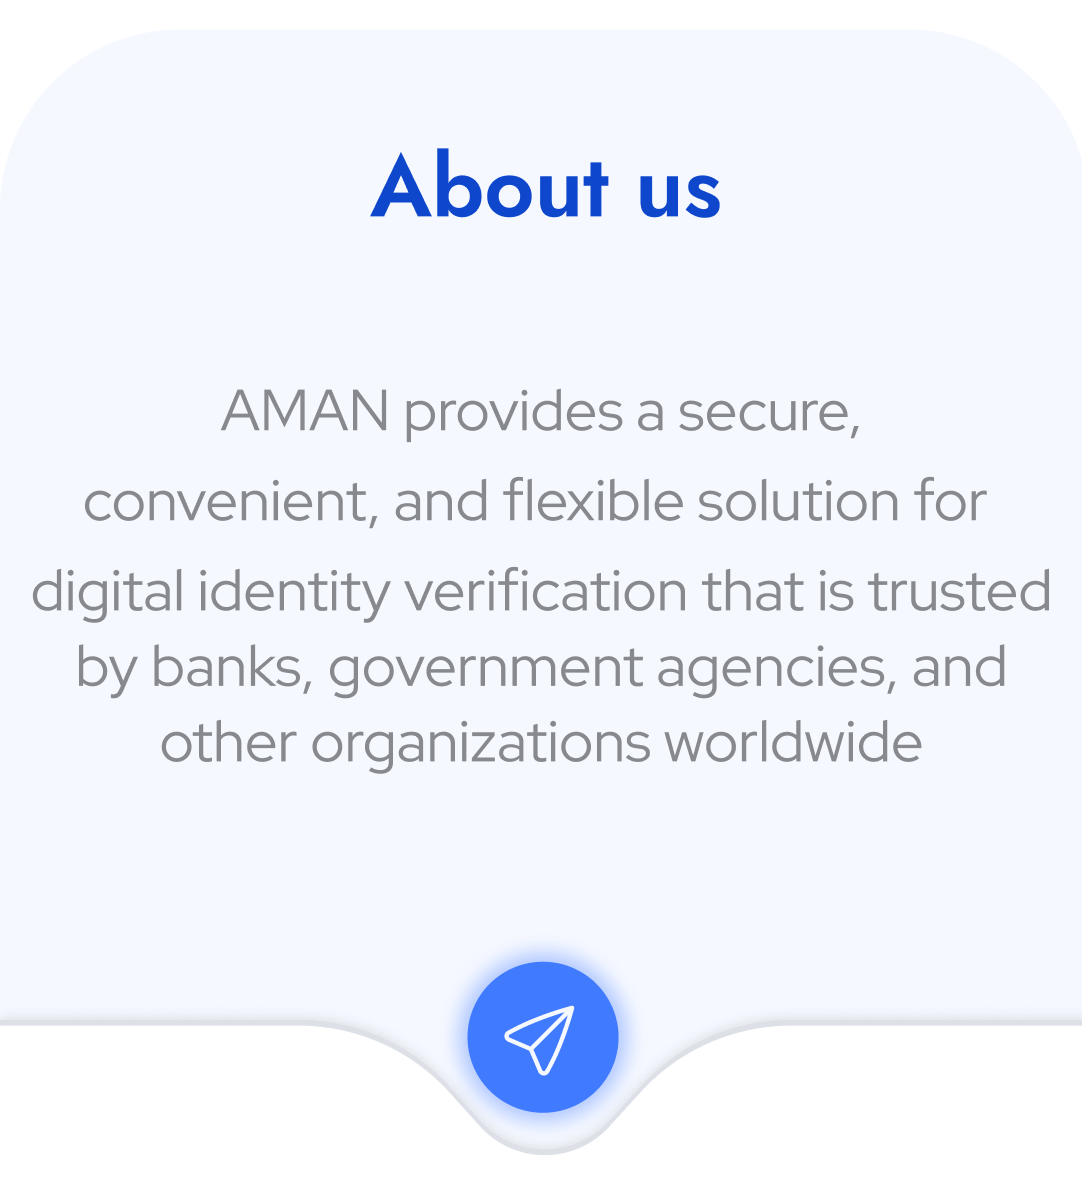 About us
AMAN provides a secure,
convenient, and flexible solution for
digital identity verification that is trusted
by banks, government agencies, and
other organizations worldwide